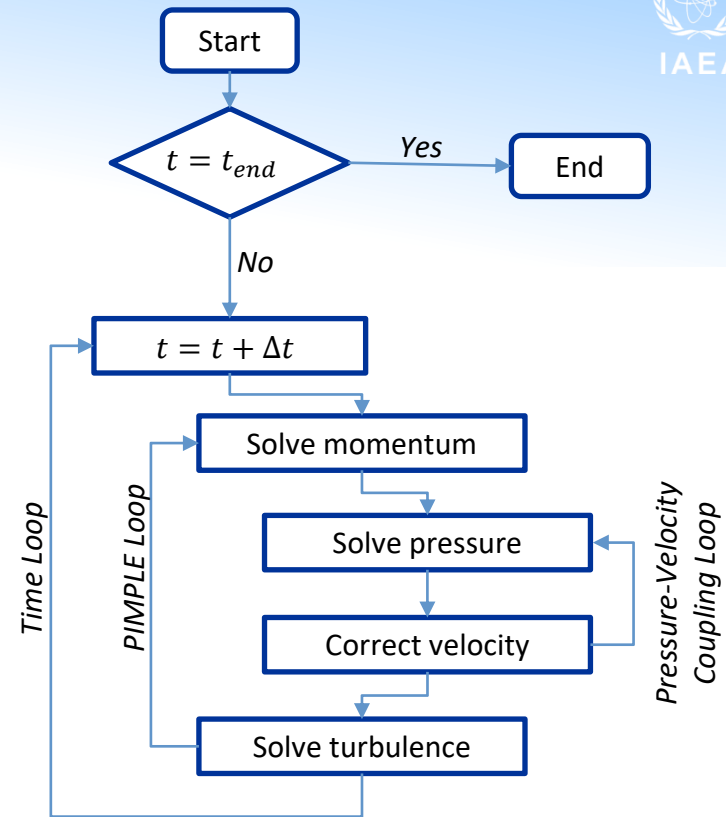 Start
IAEA
t = t_end
Yes
End
No
t = t + Δt
Solve momentum
Solve pressure
Correct velocity
Solve turbulence
Time Loop
PIMPLE Loop
Pressure-Velocity
Coupling Loop